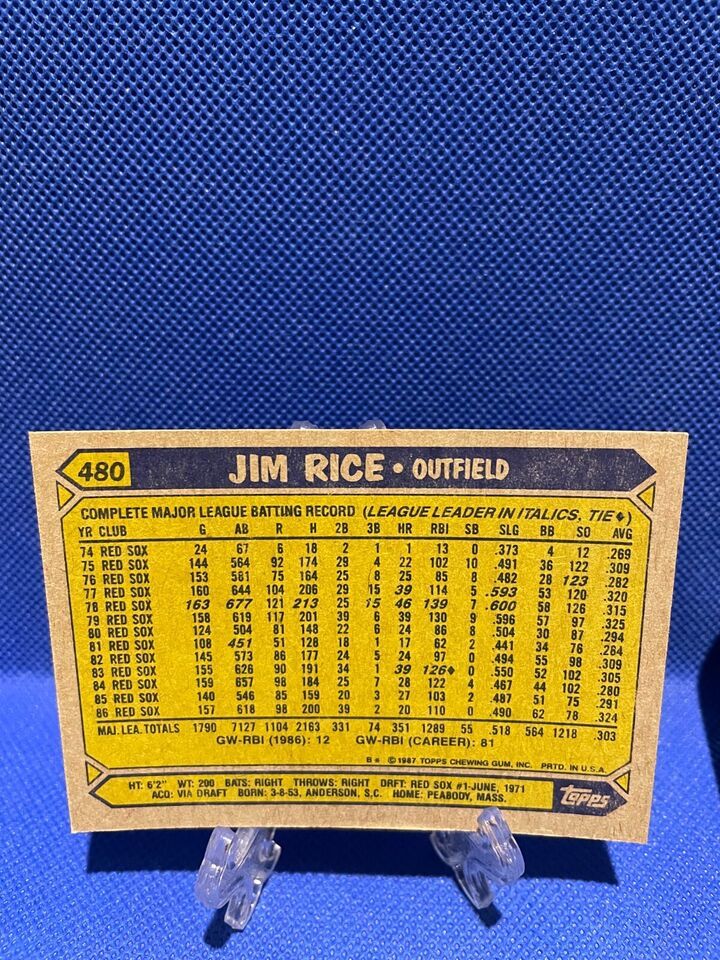 480 JIM RICE • OUTFIELD
COMPLETE MAJOR LEAGUE BATTING RECORD (LEAGUE LEADER IN ITALICS, TIE♦)
YR CLUB G AB R H 2B 3B HR RBI SB SLG BB SO AVG
74 RED SOX 24 67 6 18 2 1 1 13 0 .373 4 12 .269
75 RED SOX 144 564 92 174 29 4 22 102 10 .491 36 122 .309
76 RED SOX 153 581 75 164 25 8 25 85 8 .482 28 123 .282
77 RED SOX 160 644 104 206 29 15 39 114 5 .593 53 120 .320
78 RED SOX 163 677 121 213 25 15 46 139 7 .600 58 126 .315
79 RED SOX 158 619 117 201 39 6 39 130 9 .596 57 97 .325
80 RED SOX 124 504 81 148 22 6 24 86 8 .504 30 87 .294
81 RED SOX 108 451 51 128 18 1 17 62 2 .441 34 76 .284
82 RED SOX 145 573 86 177 24 5 24 97 0 .494 55 98 .309
83 RED SOX 155 626 90 191 34 1 39 126♦ 0 .550 52 102 .305
84 RED SOX 159 657 98 184 25 7 28 122 4 .467 44 102 .280
85 RED SOX 140 546 85 159 20 3 27 103 2 .487 51 75 .291
86 RED SOX 157 618 98 200 39 2 20 110 0 .490 62 78 .324
MAJ. LEA. TOTALS 1790 7127 1104 2163 331 74 351 1289 55 .518 564 1218 .303
GW-RBI (1986): 12 GW-RBI (CAREER): 81
B* © 1987 TOPPS CHEWING GUM, INC. PRTD. IN U.S.A.
HT: 6'2" WT: 200 BATS: RIGHT THROWS: RIGHT DRFT: RED SOX #1-JUNE, 1971
ACQ: VIA DRAFT BORN: 3-8-53, ANDERSON, S.C. HOME: PEABODY, MASS.
topps